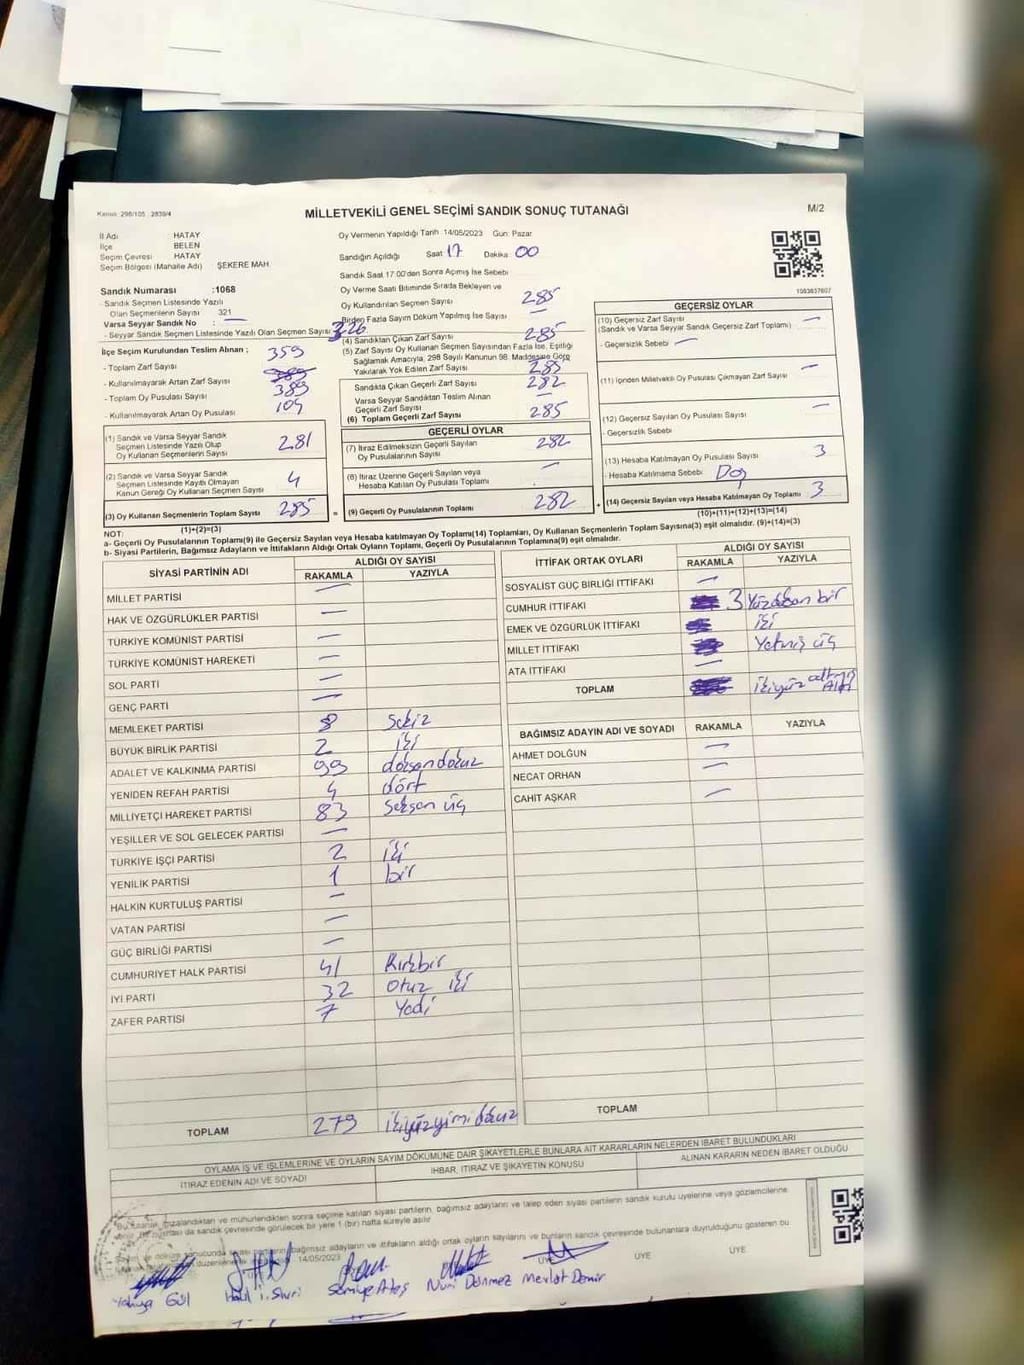 Kanun 298/105 2839/4
MİLLETVEKİLİ GENEL SEÇİMİ SANDIK SONUÇ TUTANAĞI
M/2
İl Adı HATAY
İlçe BELEN
Seçim Çevresi HATAY
Seçim Bölgesi (Mahalle Adı) ŞEKERE MAH.
Sandık Numarası :1068
- Sandık Seçmen Listesinde Yazılı
Olan Seçmenlerin Sayısı 321
Varsa Seyyar Sandık No : —
- Seyyar Sandık Seçmen Listesinde Yazılı Olan Seçmen Sayısı 326
İlçe Seçim Kurulundan Teslim Alınan ;
- Toplam Zarf Sayısı 359
- Kullanılmayarak Artan Zarf Sayısı
- Toplam Oy Pusulası Sayısı 389
- Kullanılmayarak Artan Oy Pusulası 104
(1) Sandık ve Varsa Seyyar Sandık
Seçmen Listesinde Yazılı Olup
Oy Kullanan Seçmenlerin Sayısı 281
(2) Sandık ve Varsa Seyyar Sandık
Seçmen Listesinde Kayıtlı Olmayan
Kanun Gereği Oy Kullanan Seçmen Sayısı 4
(3) Oy Kullanan Seçmenlerin Toplam Sayısı 285
(1)+(2)=(3)
Oy Vermenin Yapıldığı Tarih 14/05/2023 Gün: Pazar
Sandığın Açıldığı Saat 17 Dakika 00
Sandık Saat 17.00'den Sonra Açılmış İse Sebebi
Oy Verme Saati Bitiminde Sırada Bekleyen ve
Oy Kullandırılan Seçmen Sayısı 285
Birden Fazla Sayım Döküm Yapılmış İse Sayısı —
(4) Sandıktan Çıkan Zarf Sayısı 285
(5) Zarf Sayısı Oy Kullanan Seçmen Sayısından Fazla İse, Eşitliği
Sağlamak Amacıyla, 298 Sayılı Kanunun 98. Maddesine Göre
Yakılarak Yok Edilen Zarf Sayısı 285
Sandıkta Çıkan Geçerli Zarf Sayısı 282
Varsa Seyyar Sandıktan Teslim Alınan
Geçerli Zarf Sayısı —
(6) Toplam Geçerli Zarf Sayısı 285
GEÇERLİ OYLAR
(7) İtiraz Edilmeksizin Geçerli Sayılan
Oy Pusulalarının Sayısı 282
(8) İtiraz Üzerine Geçerli Sayılan veya
Hesaba Katılan Oy Pusulası Toplamı —
= (9) Geçerli Oy Pusulalarının Toplamı 282 +
1083837807
GEÇERSİZ OYLAR
(10) Geçersiz Zarf Sayısı
(Sandık ve Varsa Seyyar Sandık Geçersiz Zarf Toplamı) —
- Geçersizlik Sebebi —
(11) İçinden Milletvekili Oy Pusulası Çıkmayan Zarf Sayısı —
(12) Geçersiz Sayılan Oy Pusulası Sayısı —
- Geçersizlik Sebebi
(13) Hesaba Katılmayan Oy Pusulası Sayısı 3
- Hesaba Katılmama Sebebi
(14) Geçersiz Sayılan veya Hesaba Katılmayan Oy Toplamı 3
(10)+(11)+(12)+(13)=(14)
NOT:
a- Geçerli Oy Pusulalarının Toplamı(9) ile Geçersiz Sayılan veya Hesaba katılmayan Oy Toplamı(14) Toplamları, Oy Kullanan Seçmenlerin Toplam Sayısına(3) eşit olmalıdır. (9)+(14)=(3)
b- Siyasi Partilerin, Bağımsız Adayların ve İttifakların Aldığı Ortak Oyların Toplamı, Geçerli Oy Pusulalarının Toplamına(9) eşit olmalıdır.
SİYASİ PARTİNİN ADI ALDIĞI OY SAYISI
RAKAMLA YAZIYLA
MİLLET PARTİSİ —
HAK VE ÖZGÜRLÜKLER PARTİSİ —
TÜRKİYE KOMÜNİST PARTİSİ —
TÜRKİYE KOMÜNİST HAREKETİ —
SOL PARTİ —
GENÇ PARTİ —
MEMLEKET PARTİSİ 8 Sekiz
BÜYÜK BİRLİK PARTİSİ 2 iki
ADALET VE KALKINMA PARTİSİ 99 doksandokuz
YENİDEN REFAH PARTİSİ 4 dört
MİLLİYETÇİ HAREKET PARTİSİ 83 Seksen üç
YEŞİLLER VE SOL GELECEK PARTİSİ —
TÜRKİYE İŞÇİ PARTİSİ 2 iki
YENİLİK PARTİSİ 1 bir
HALKIN KURTULUŞ PARTİSİ —
VATAN PARTİSİ —
GÜÇ BİRLİĞİ PARTİSİ —
CUMHURİYET HALK PARTİSİ 41 Kırkbir
İYİ PARTİ 32 Otuz iki
ZAFER PARTİSİ 7 Yedi
TOPLAM 279 ikiyüzyimi dokuz
İTTİFAK ORTAK OYLARI ALDIĞI OY SAYISI
RAKAMLA YAZIYLA
SOSYALİST GÜÇ BİRLİĞİ İTTİFAKI —
CUMHUR İTTİFAKI 3
EMEK VE ÖZGÜRLÜK İTTİFAKI iki
MİLLET İTTİFAKI Yetmiş üç
ATA İTTİFAKI —
TOPLAM
BAĞIMSIZ ADAYIN ADI VE SOYADI RAKAMLA YAZIYLA
AHMET DOLĞUN —
NECAT ORHAN —
CAHİT AŞKAR —
TOPLAM
OYLAMA İŞ VE İŞLEMLERİNE VE OYLARIN SAYIM DÖKÜMÜNE DAİR ŞİKAYETLERLE BUNLARA AİT KARARLARIN NELERDEN İBARET BULUNDUKLARI
İTİRAZ EDENİN ADI VE SOYADI İHBAR, İTİRAZ VE ŞİKAYETİN KONUSU ALINAN KARARIN NEDEN İBARET OLDUĞU
Bu tutanak, imzalandıktan ve mühürlendikten sonra seçime katılan siyasi partilerin, bağımsız adayların ve talep eden siyasi partilerin sandık kurulu üyelerine veya gözlemcilerine
da sandık çevresinde görülecek bir yere 1 (bir) hafta süreyle asılır
bağımsız adayların ve ittifakların aldığı ortak oyların sayılarını ve bunların sandık çevresinde bulunanlara duyrulduğunu gösteren bu
14/05/2023
ÜYE ÜYE
Yahya Gül Halil Semiye Ateş Nuri Dönmez Mevlüt Demir